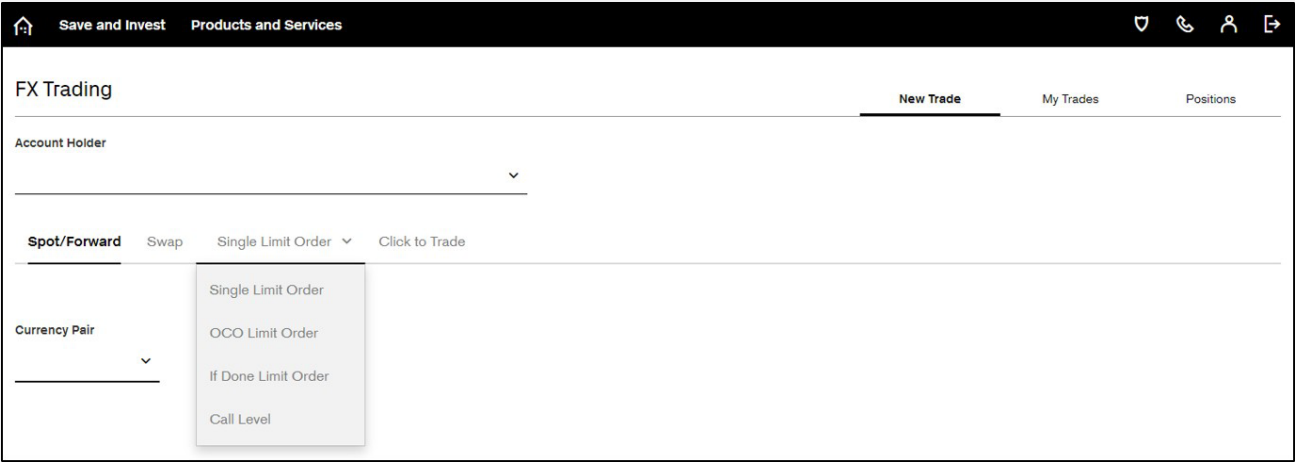 Save and Invest Products and Services
FX Trading
New Trade My Trades Positions
Account Holder
Spot/Forward Swap Single Limit Order Click to Trade
Single Limit Order
OCO Limit Order
If Done Limit Order
Call Level
Currency Pair